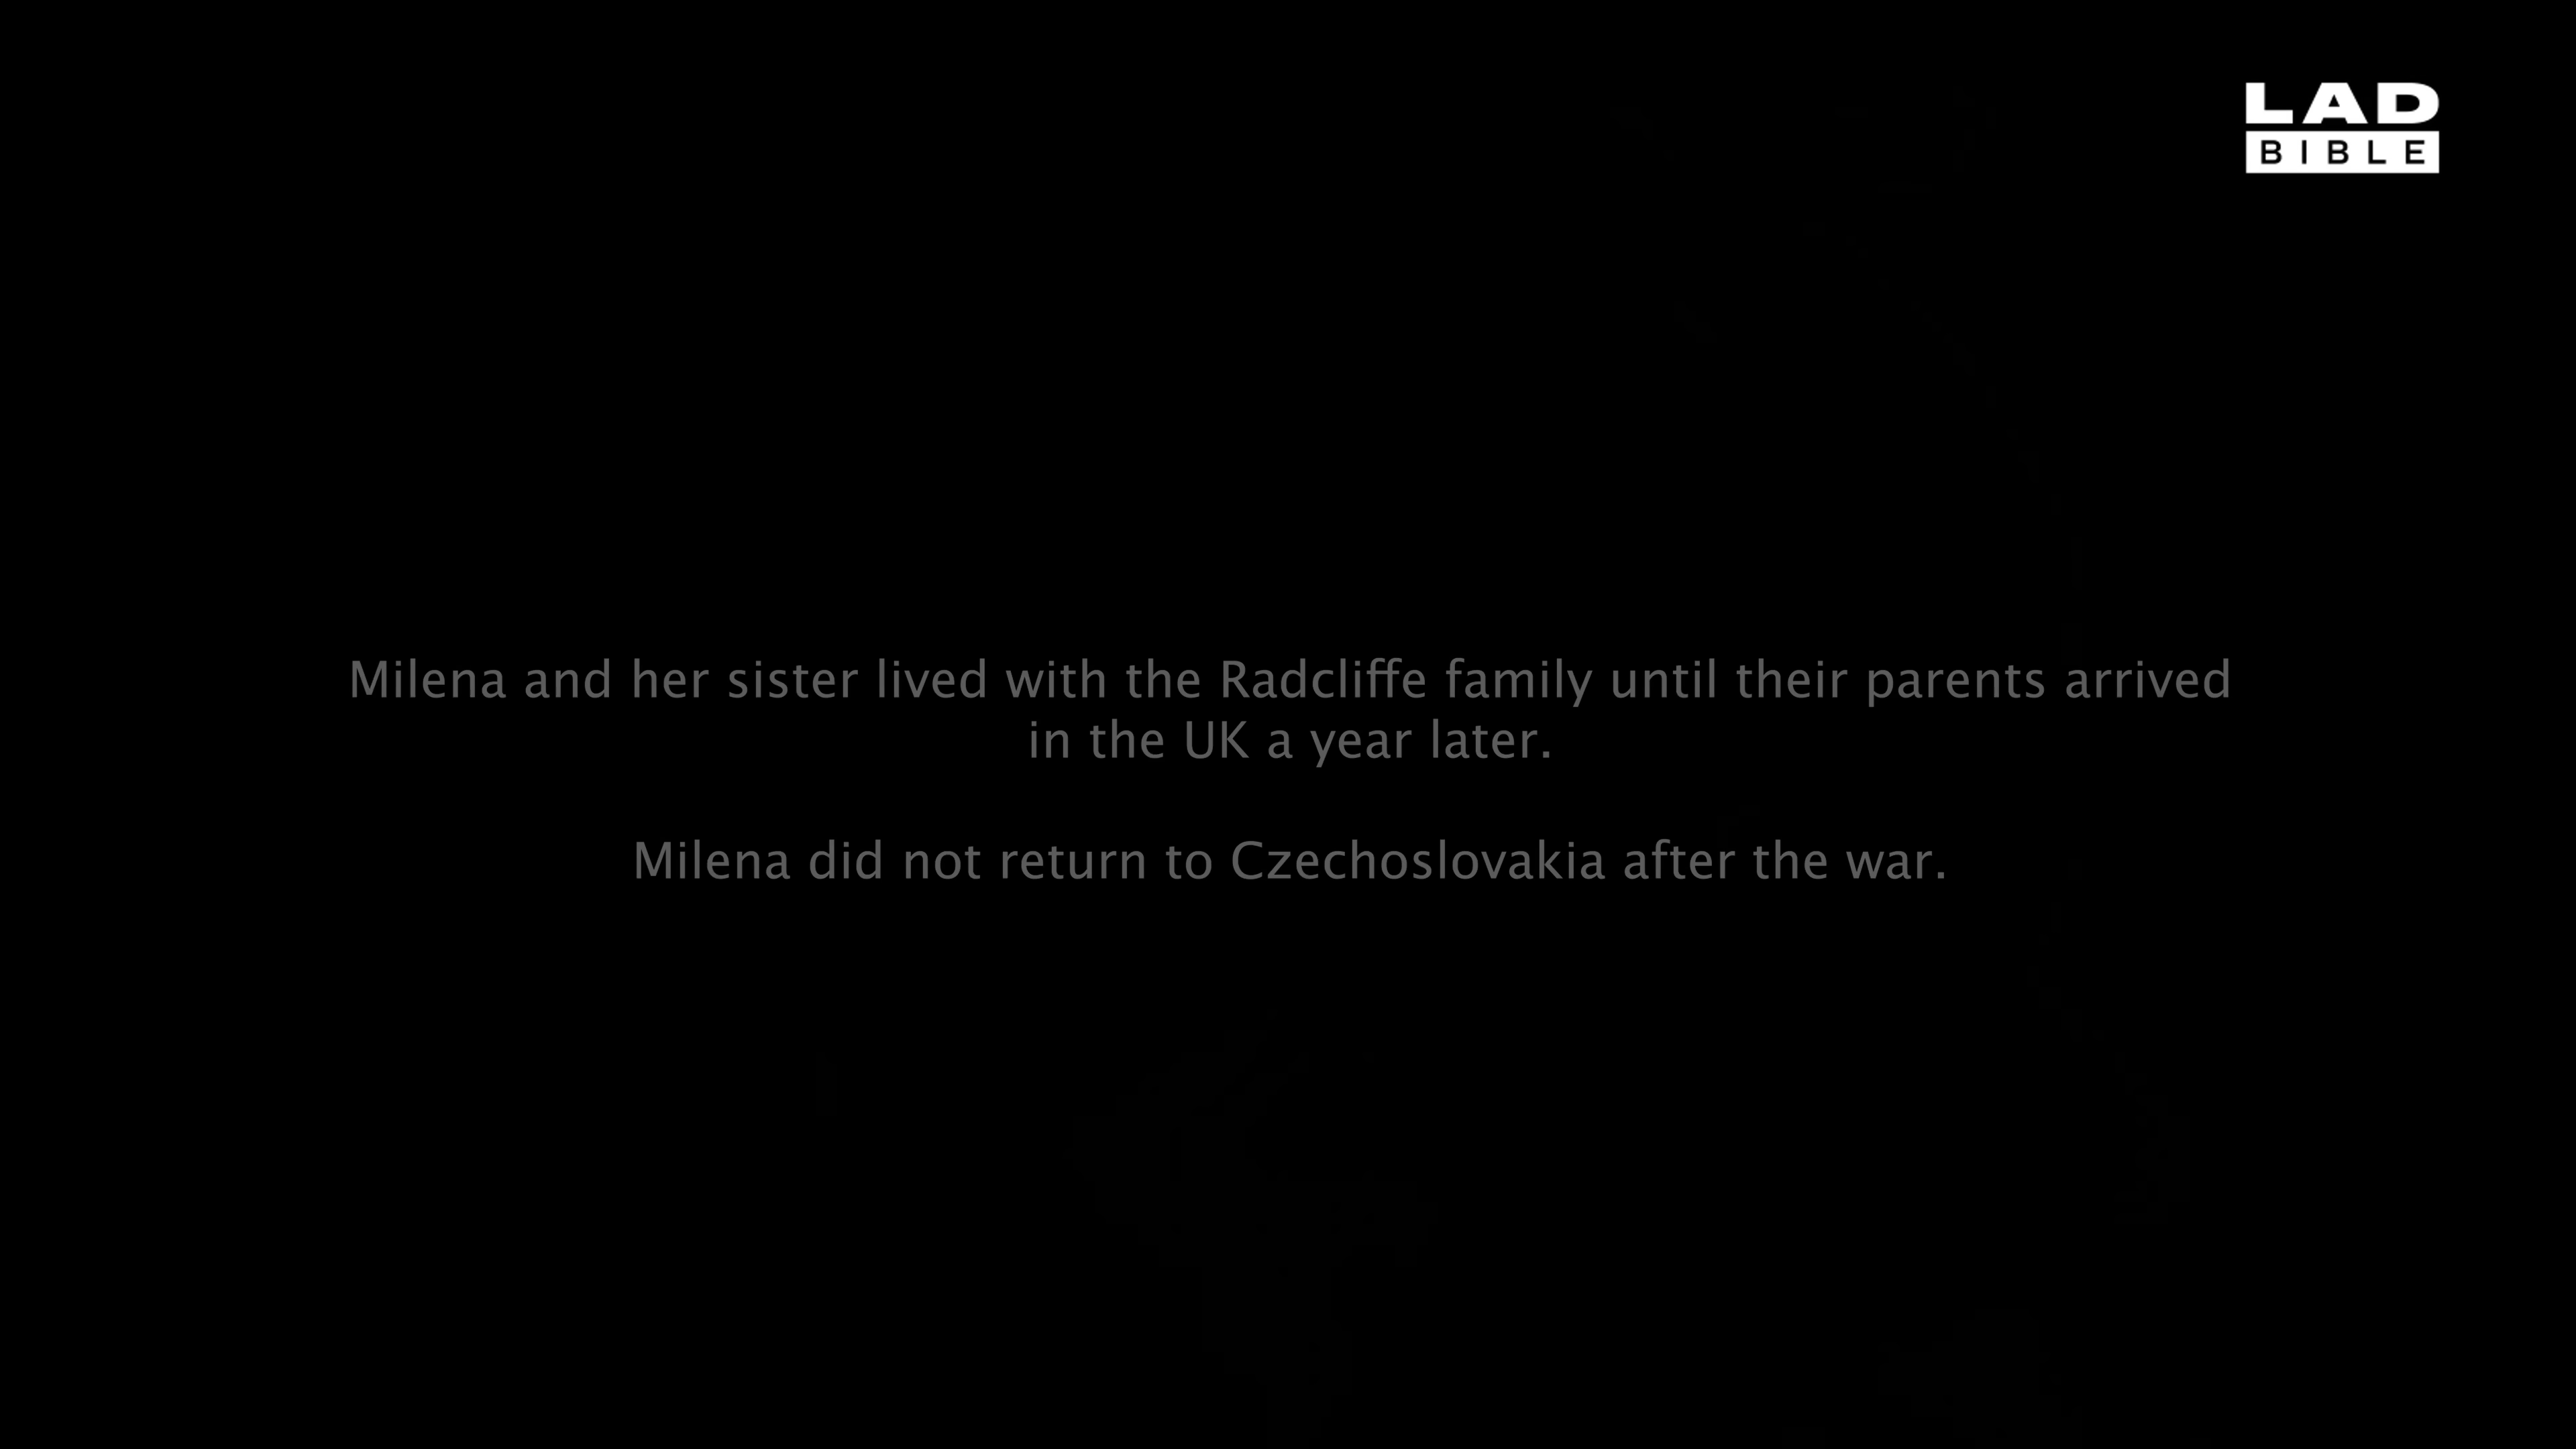 LAD
BIBLE
Milena and her sister lived with the Radcliffe family until their parents arrived
in the UK a year later.
Milena did not return to Czechoslovakia after the war.